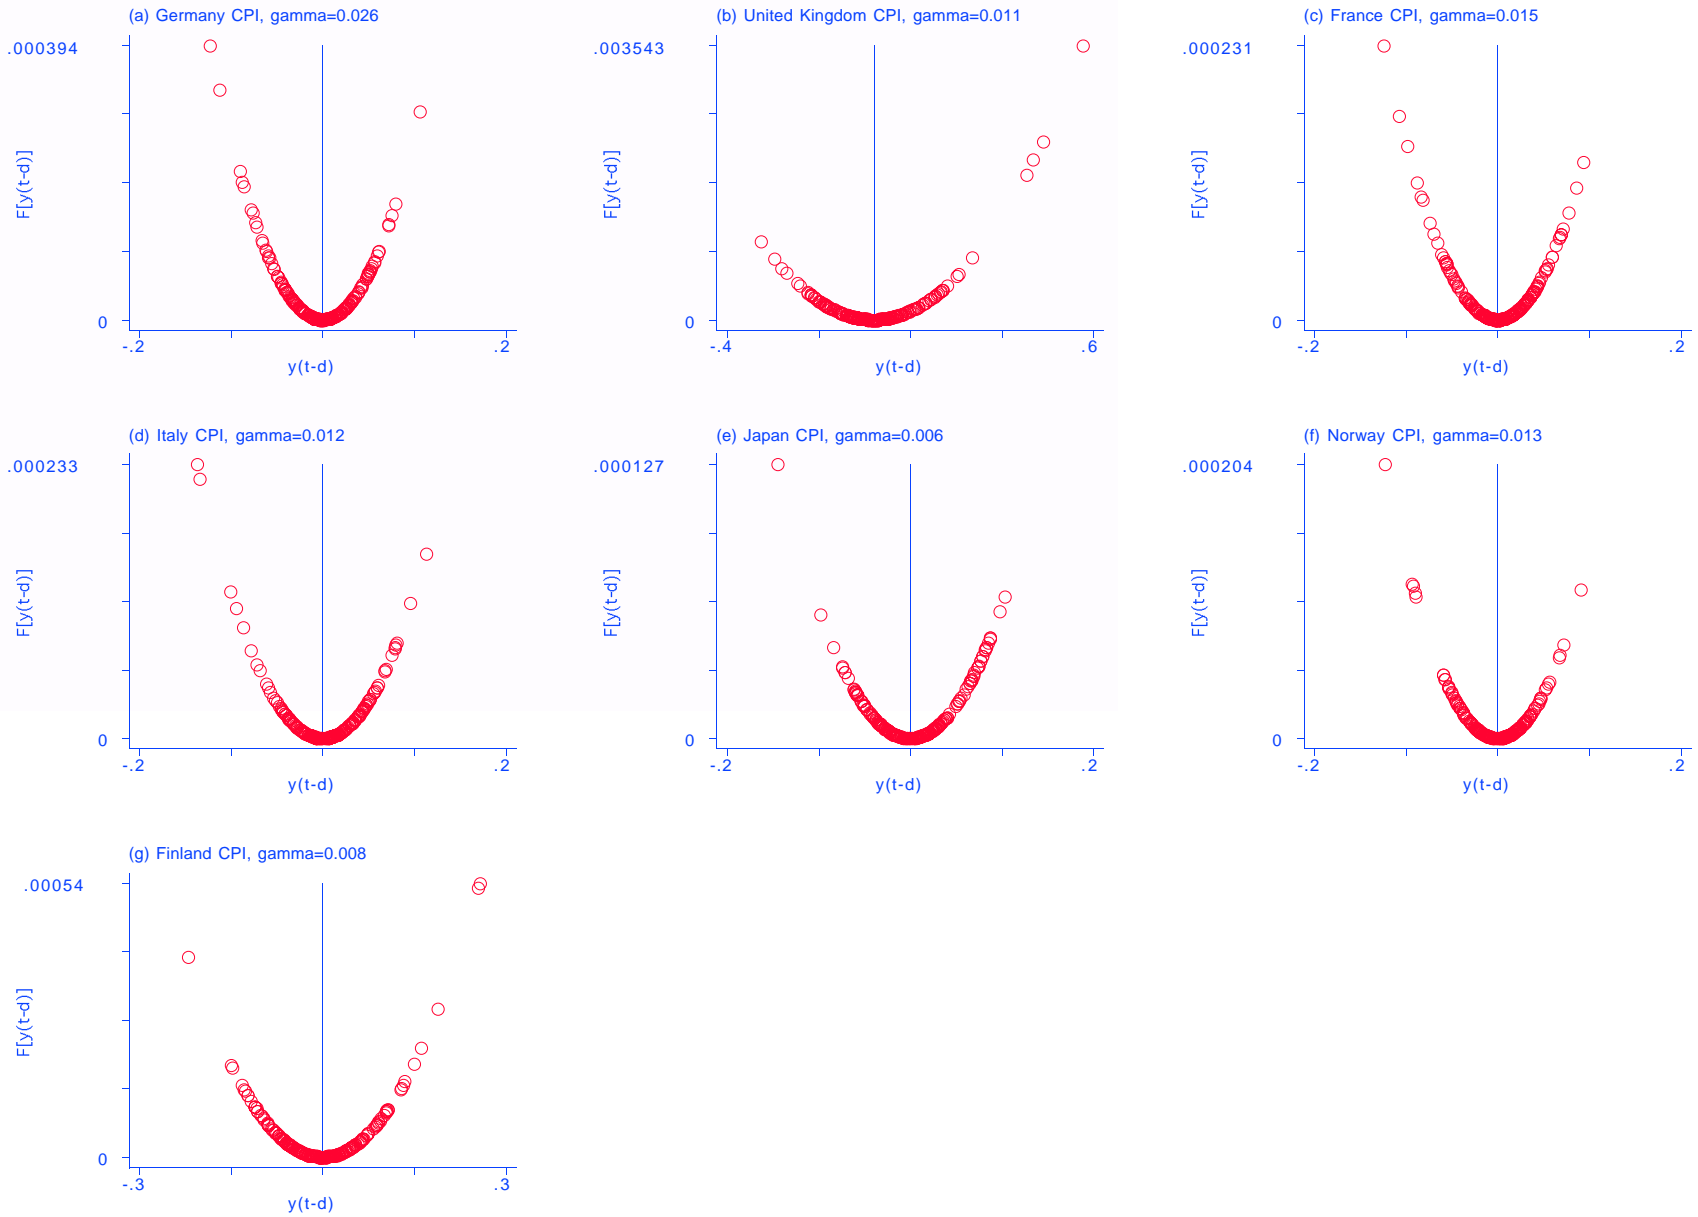 (a) Germany CPI, gamma=0.026
.000394
F[y(t-d)]
0
-.2
.2
y(t-d)
(b) United Kingdom CPI, gamma=0.011
.003543
F[y(t-d)]
0
-.4
.6
y(t-d)
(c) France CPI, gamma=0.015
.000231
F[y(t-d)]
0
-.2
.2
y(t-d)
(d) Italy CPI, gamma=0.012
.000233
F[y(t-d)]
0
-.2
.2
y(t-d)
(e) Japan CPI, gamma=0.006
.000127
F[y(t-d)]
0
-.2
.2
y(t-d)
(f) Norway CPI, gamma=0.013
.000204
F[y(t-d)]
0
-.2
.2
y(t-d)
(g) Finland CPI, gamma=0.008
.00054
F[y(t-d)]
0
-.3
.3
y(t-d)